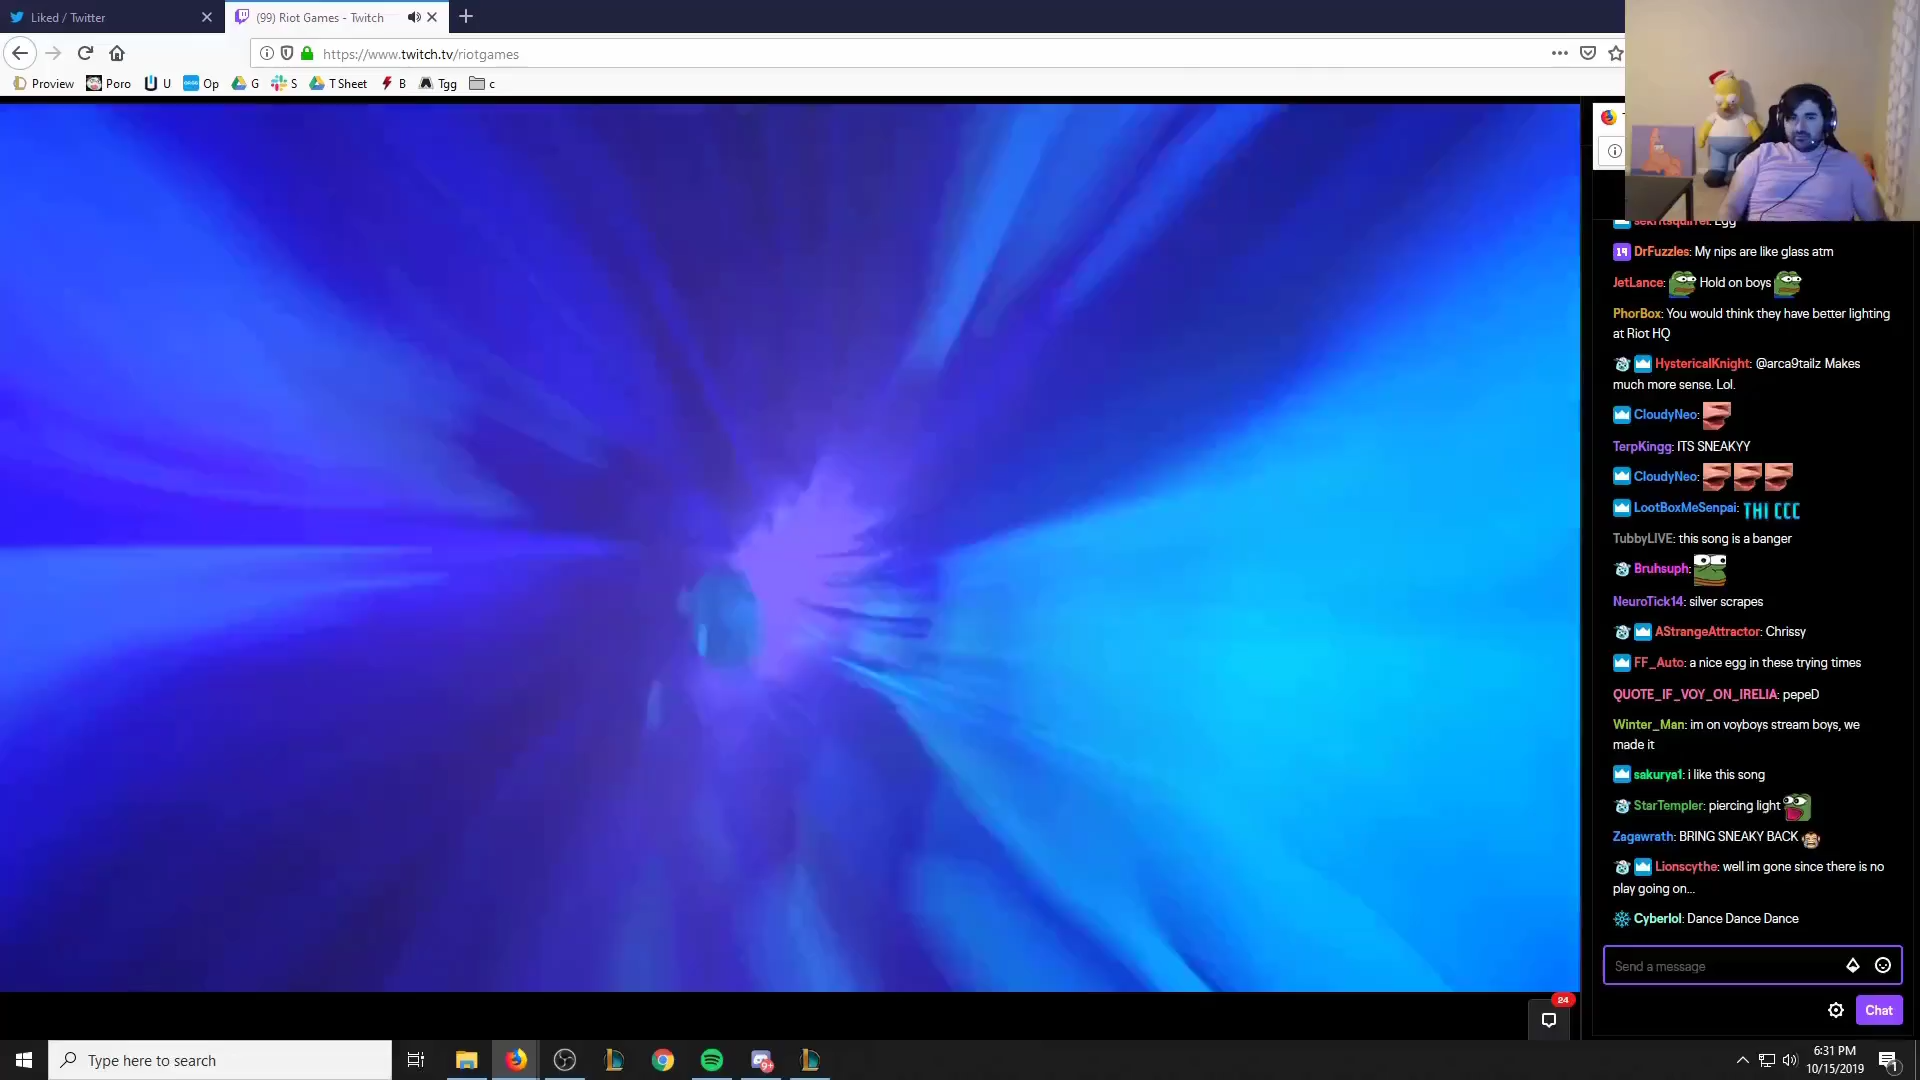 Liked / Twitter
(99) Riot Games - Twitch
https://www.twitch.tv/riotgames
Proview
Poro
U
Op
G
S
T Sheet
B
Tgg
c
sekritsquirrel: Egg
19 DrFuzzles: My nips are like glass atm
JetLance: Hold on boys
PhorBox: You would think they have better lighting
at Riot HQ
HystericalKnight: @arca9tailz Makes
much more sense. Lol.
CloudyNeo:
TerpKingg: ITS SNEAKYY
CloudyNeo:
LootBoxMeSenpai: THI CCC
TubbyLIVE: this song is a banger
Bruhsuph:
NeuroTick14: silver scrapes
AStrangeAttractor: Chrissy
FF_Auto: a nice egg in these trying times
QUOTE_IF_VOY_ON_IRELIA: pepeD
Winter_Man: im on voyboys stream boys, we
made it
sakurya1: i like this song
StarTempler: piercing light
Zagawrath: BRING SNEAKY BACK
Lionscythe: well im gone since there is no
play going on...
Cyberlol: Dance Dance Dance
Send a message
24
Chat
Type here to search
9+
6:31 PM
10/15/2019
1